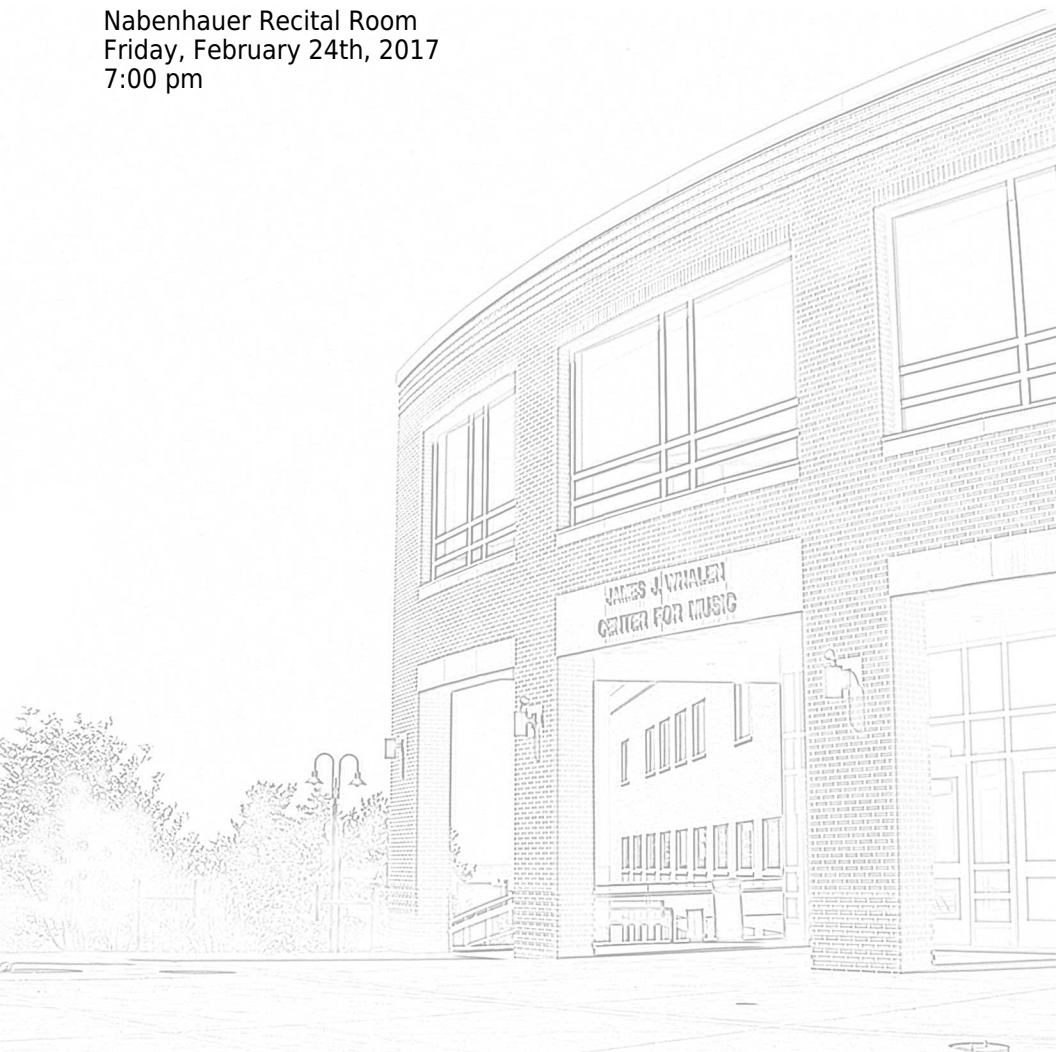 Nabenhauer Recital Room
Friday, February 24th, 2017
7:00 pm
JAMES J. WHALEN
CENTER FOR MUSIC